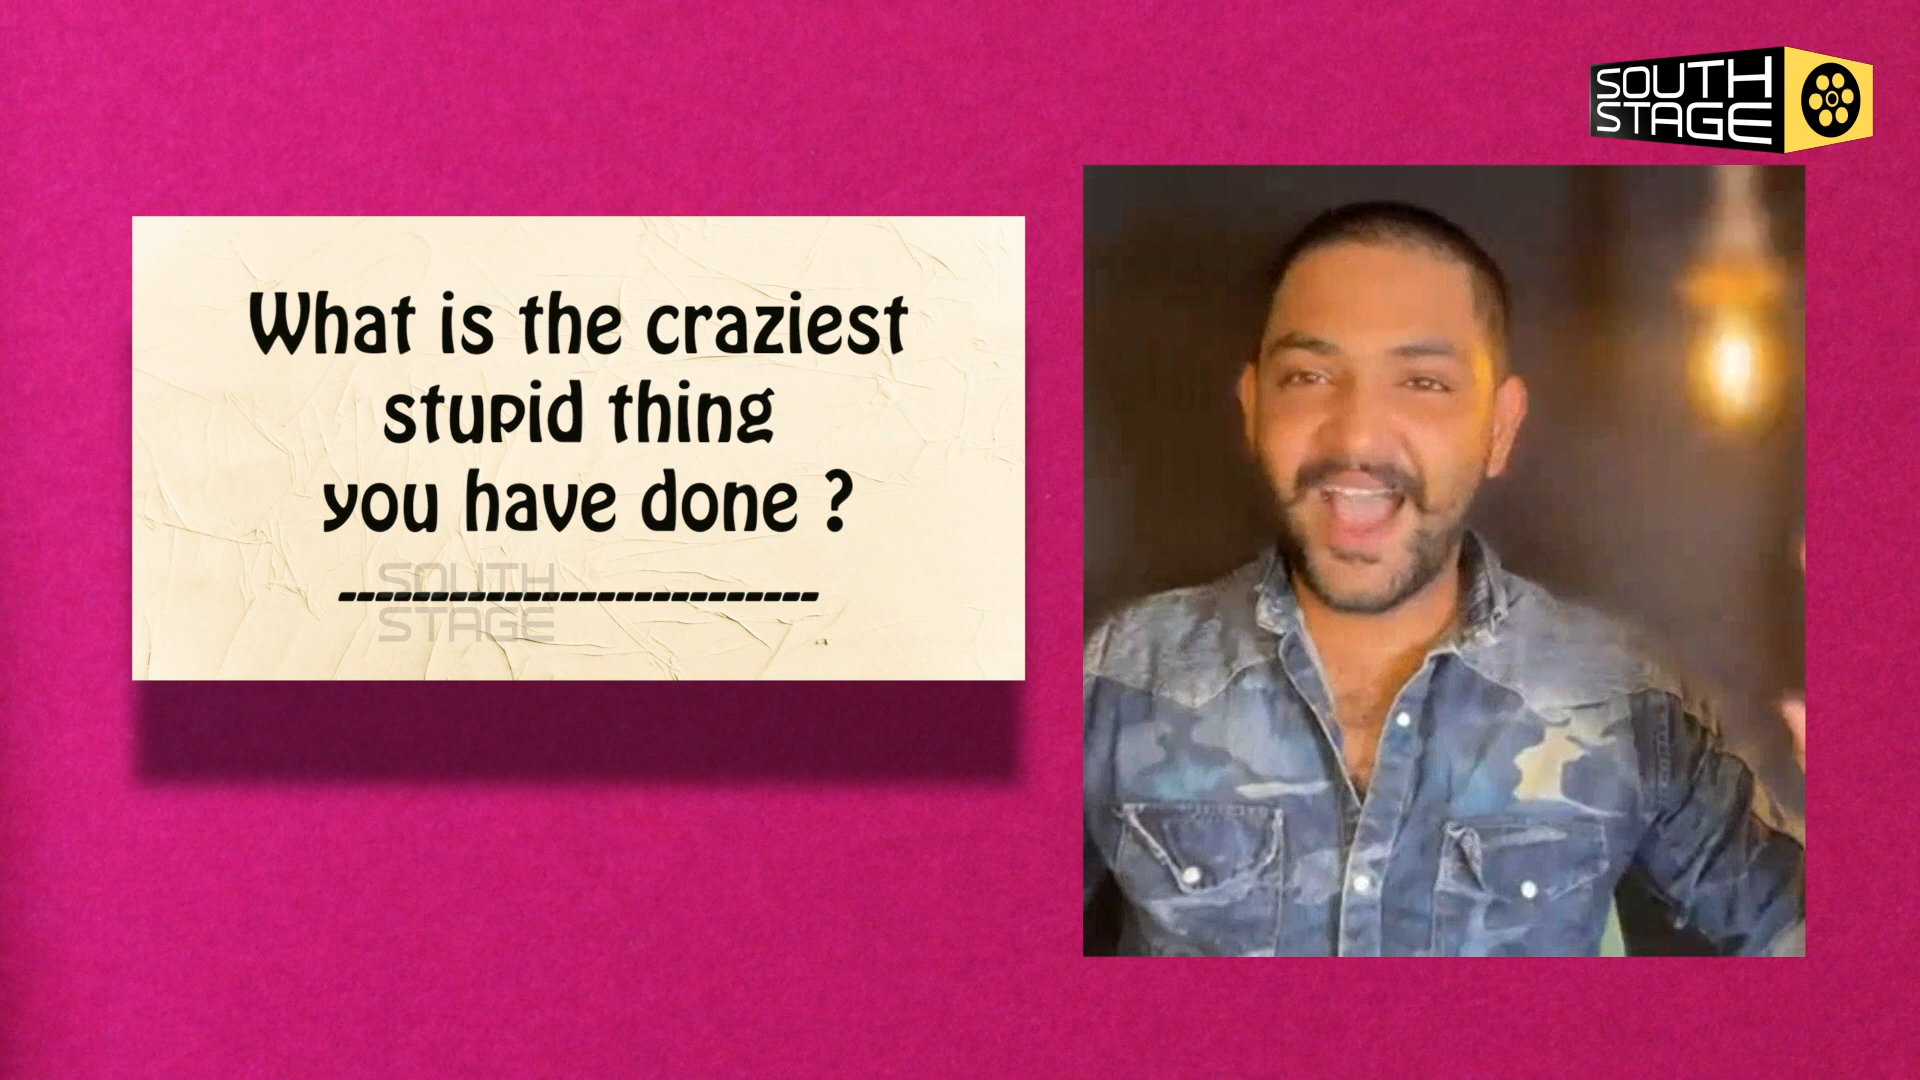 SOUTH
STAGE
What is the craziest
stupid thing
you have done ?
--------------------------
SOUTH
STAGE